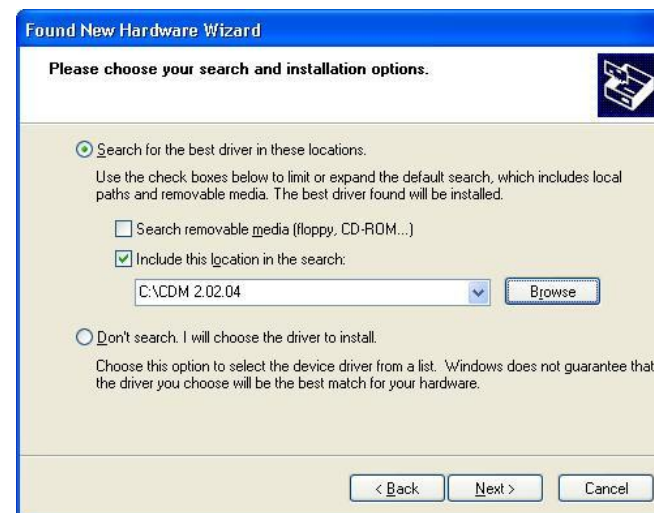 Found New Hardware Wizard
Please choose your search and installation options.
Search for the best driver in these locations.
Use the check boxes below to limit or expand the default search, which includes local
paths and removable media. The best driver found will be installed.
Search removable media (floppy, CD-ROM...)
Include this location in the search:
C:\CDM 2.02.04
Browse
Don't search. I will choose the driver to install.
Choose this option to select the device driver from a list. Windows does not guarantee that
the driver you choose will be the best match for your hardware.
< Back
Next >
Cancel